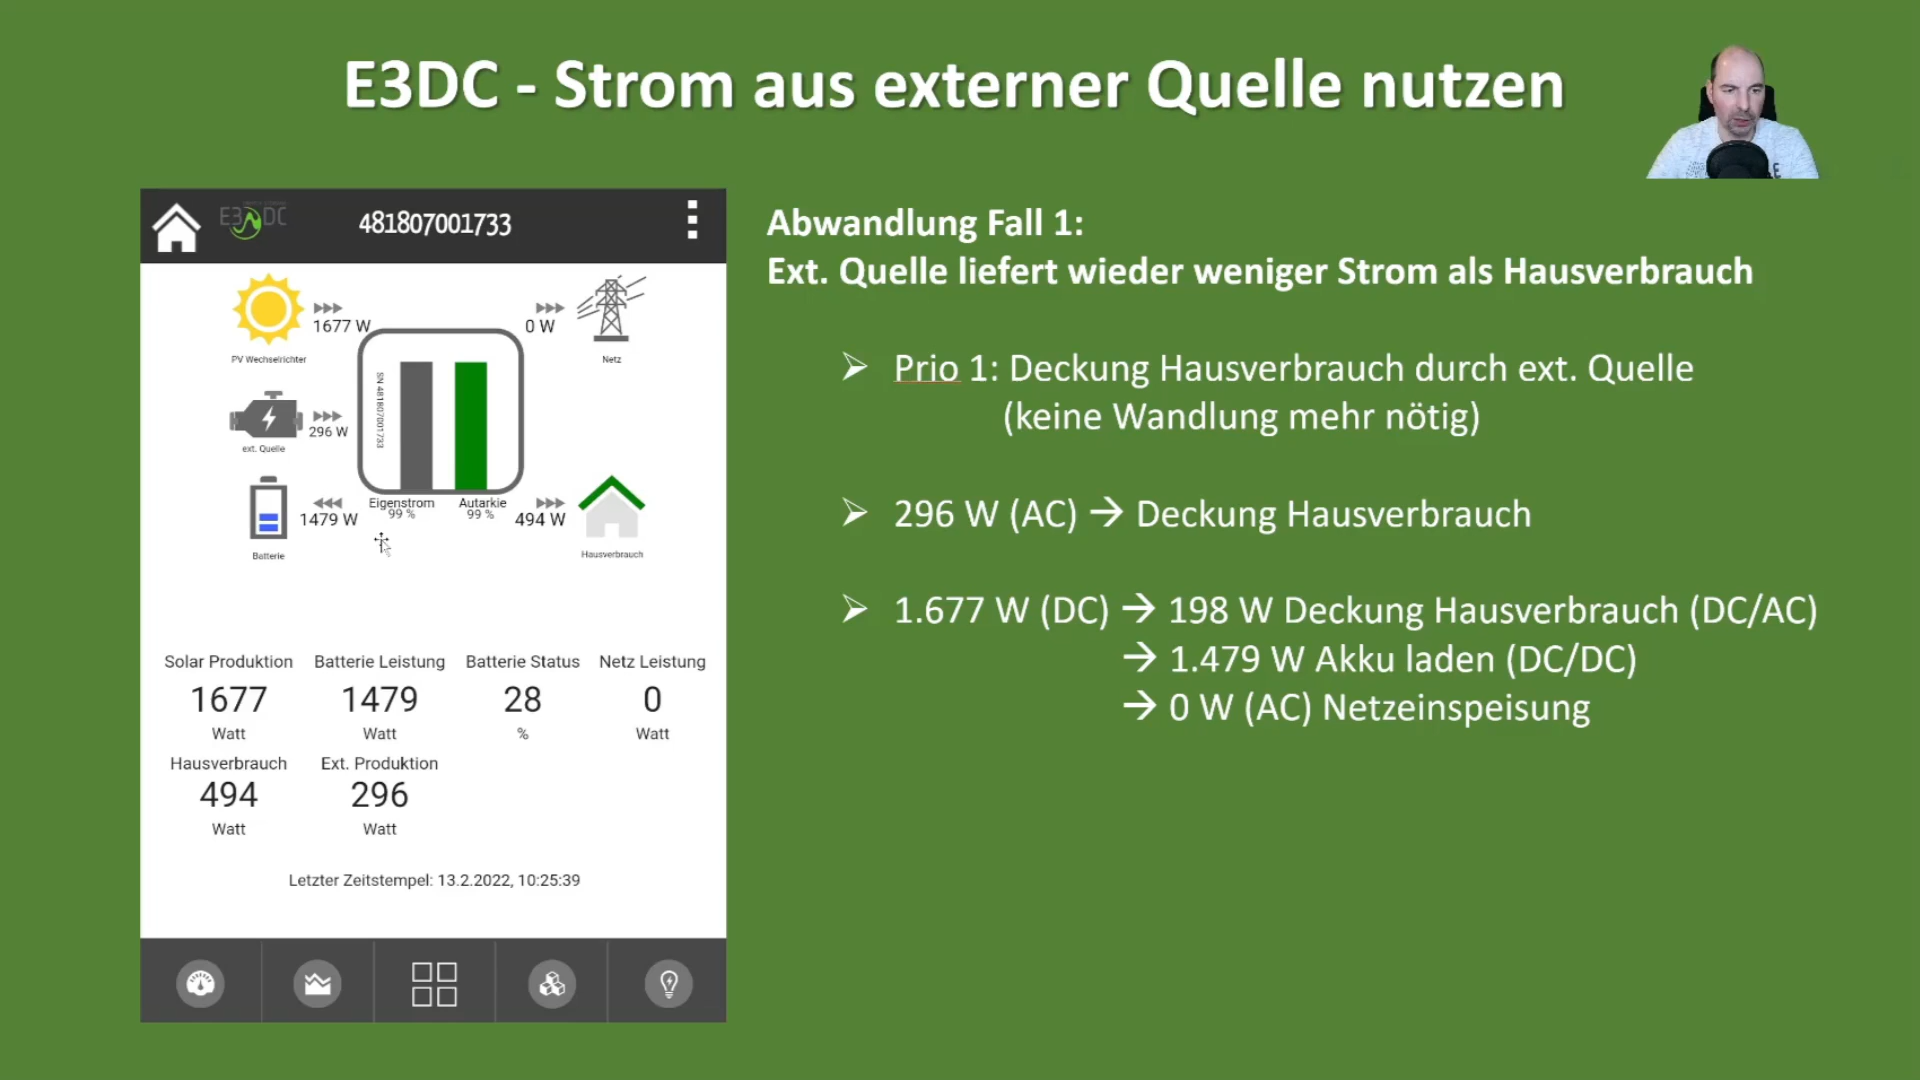 E3DC - Strom aus externer Quelle nutzen
E3DC
481807001733
1677 W
0 W
PV Wechselrichter
Netz
SN 481807001733
296 W
ext. Quelle
1479 W
Eigenstrom
99 %
Autarkie
99 %
494 W
Batterie
Hausverbrauch
Solar Produktion
1677
Watt
Batterie Leistung
1479
Watt
Batterie Status
28
%
Netz Leistung
0
Watt
Hausverbrauch
494
Watt
Ext. Produktion
296
Watt
Letzter Zeitstempel: 13.2.2022, 10:25:39
Abwandlung Fall 1:
Ext. Quelle liefert wieder weniger Strom als Hausverbrauch
➢ Prio 1: Deckung Hausverbrauch durch ext. Quelle
(keine Wandlung mehr nötig)
➢ 296 W (AC) → Deckung Hausverbrauch
➢ 1.677 W (DC) → 198 W Deckung Hausverbrauch (DC/AC)
→ 1.479 W Akku laden (DC/DC)
→ 0 W (AC) Netzeinspeisung